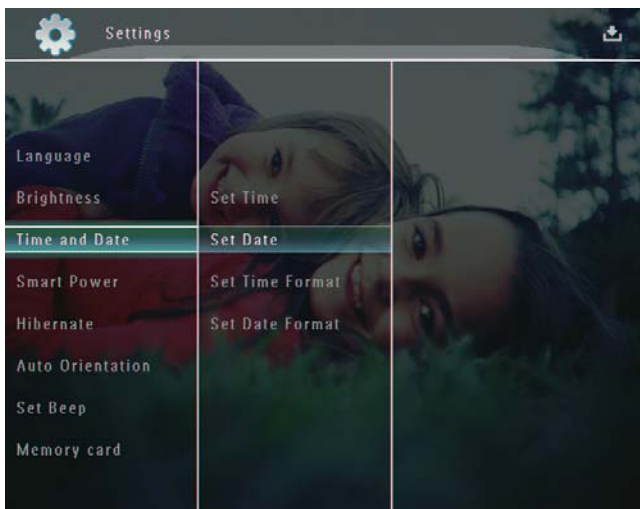 Settings
Language
Brightness
Time and Date
Smart Power
Hibernate
Auto Orientation
Set Beep
Memory card
Set Time
Set Date
Set Time Format
Set Date Format